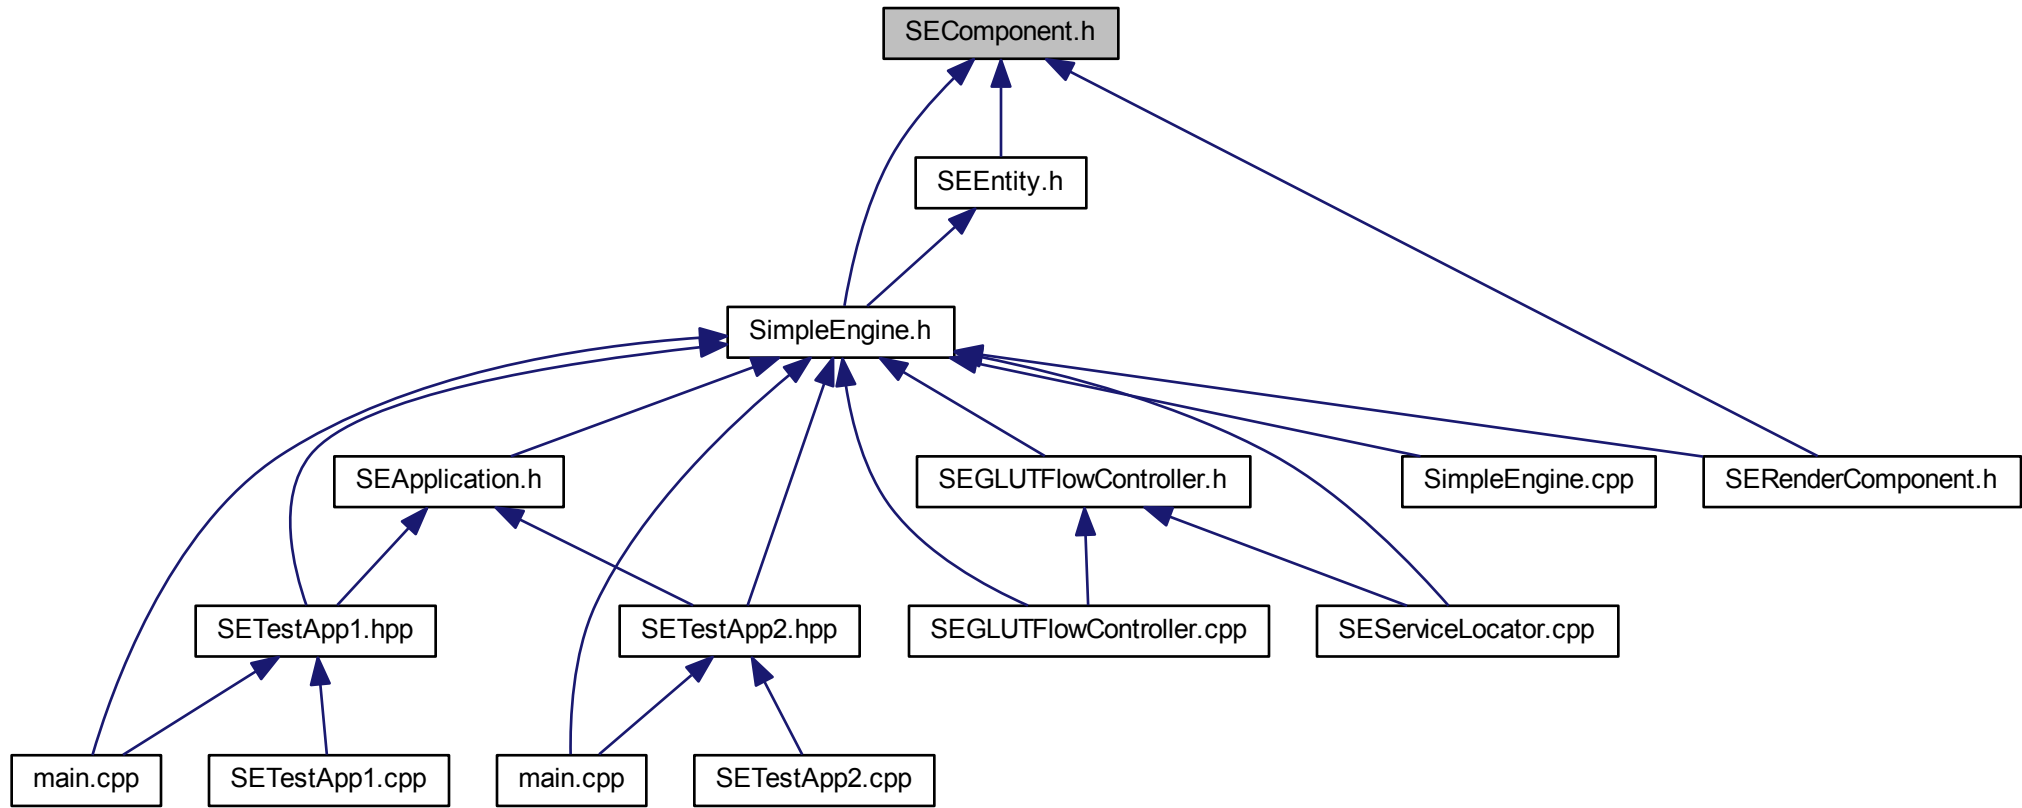 SEComponent.h
SEEntity.h
SimpleEngine.h
SEApplication.h
SEGLUTFlowController.h
SimpleEngine.cpp
SERenderComponent.h
SETestApp1.hpp
SETestApp2.hpp
SEGLUTFlowController.cpp
SEServiceLocator.cpp
main.cpp
SETestApp1.cpp
main.cpp
SETestApp2.cpp